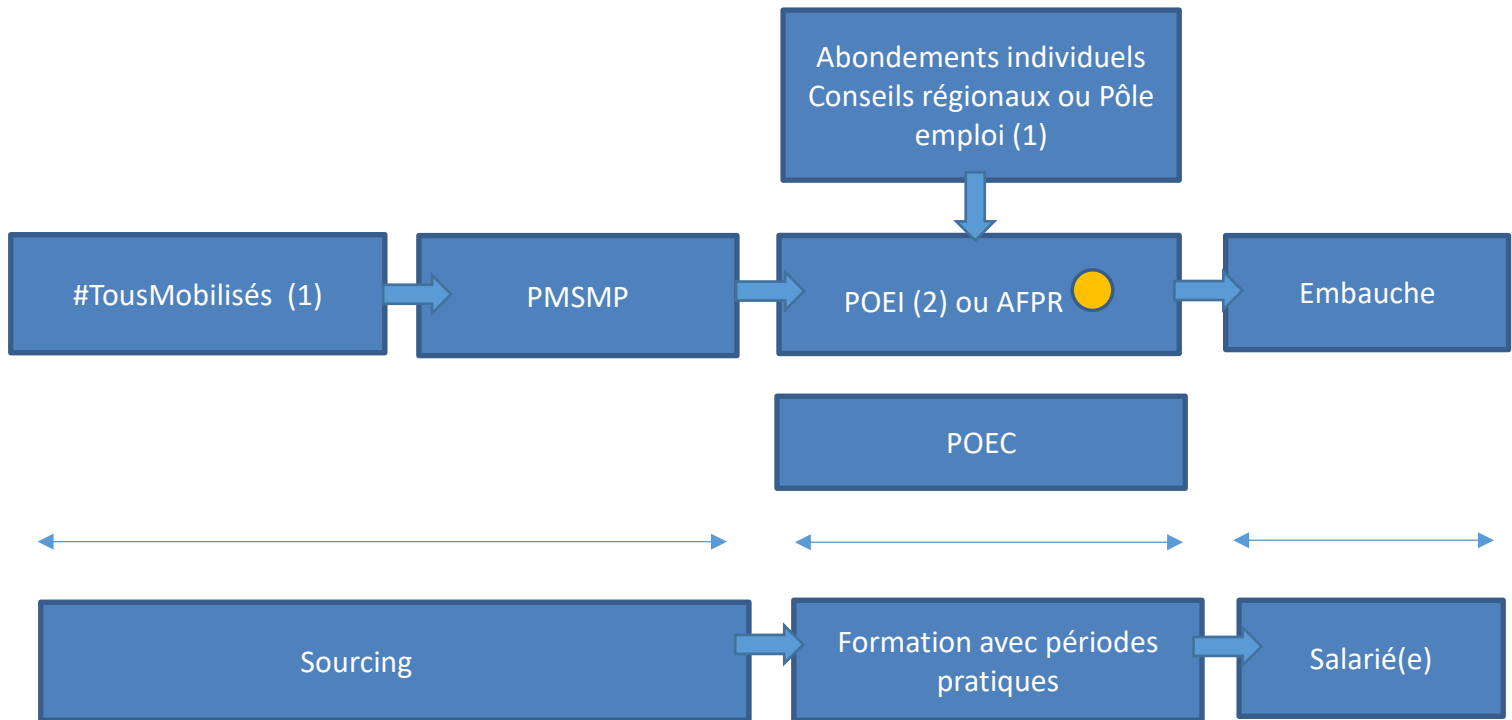 Abondements individuels
Conseils régionaux ou Pôle
emploi (1)
#TousMobilisés (1)
PMSMP
POEI (2) ou AFPR
Embauche
POEC
Sourcing
Formation avec périodes
pratiques
Salarié(e)